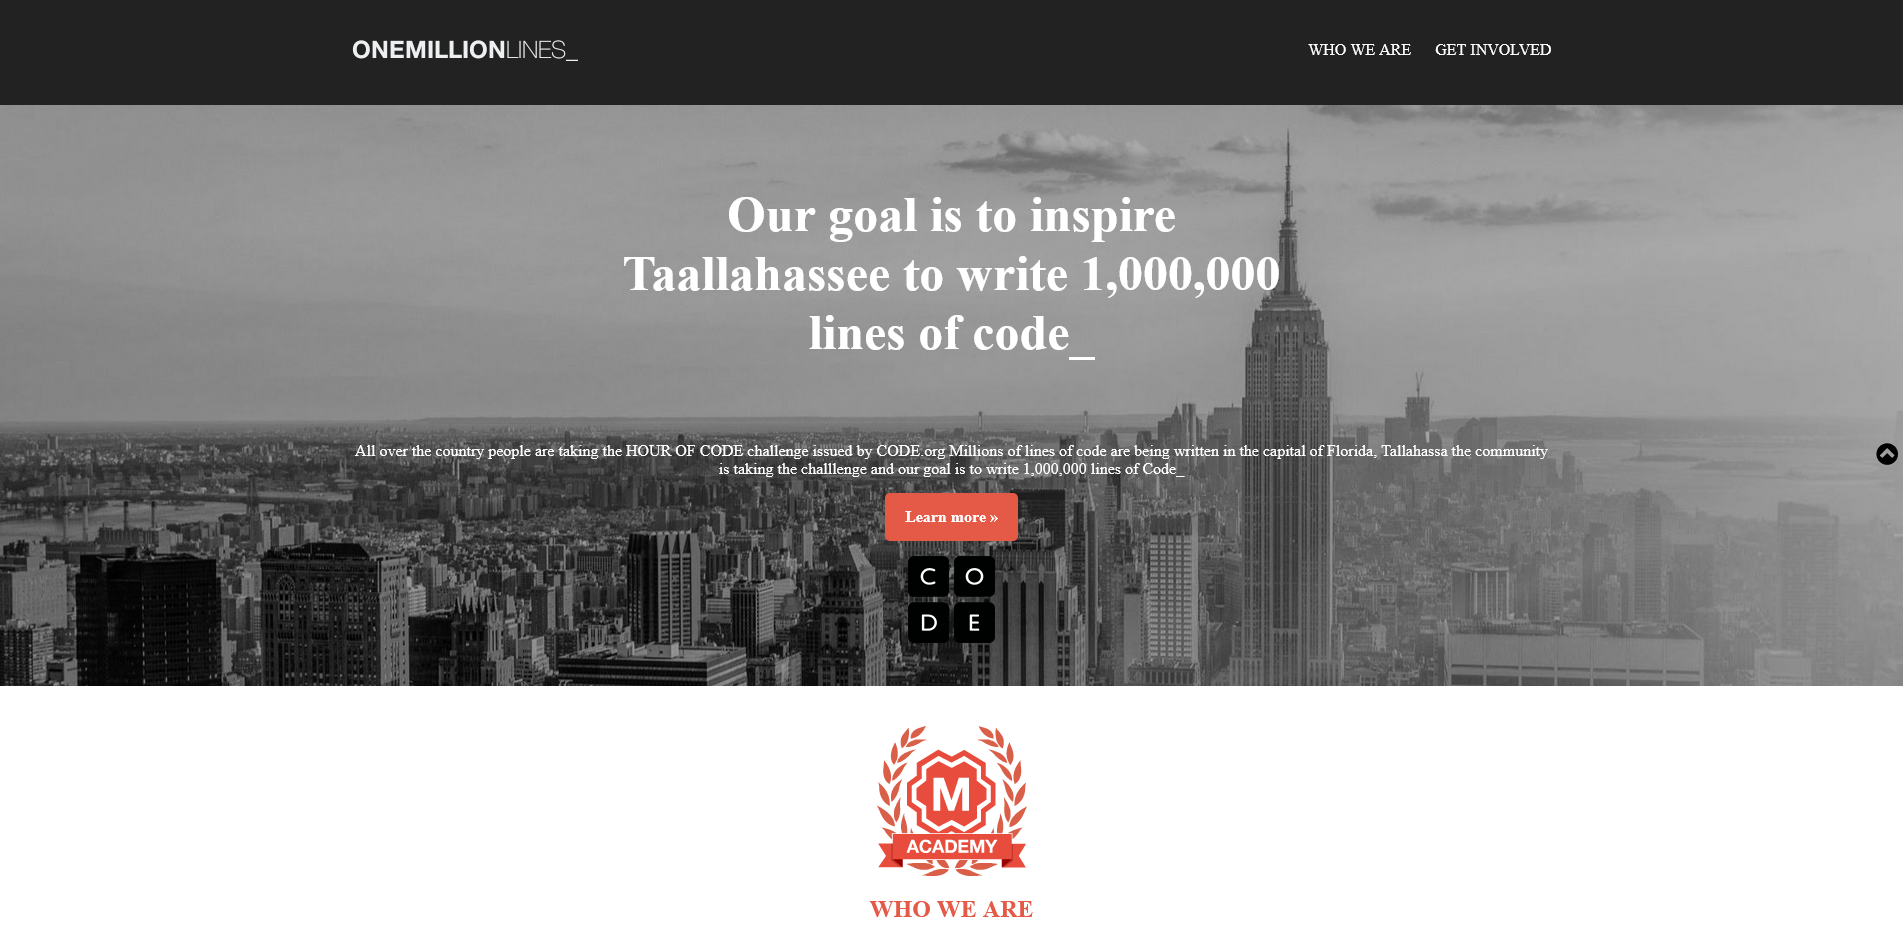 ONEMILLIONLINES_
WHO WE ARE GET INVOLVED
Our goal is to inspire
Taallahassee to write 1,000,000
lines of code_
All over the country people are taking the HOUR OF CODE challenge issued by CODE.org Millions of lines of code are being written in the capital of Florida, Tallahassa the community
is taking the challlenge and our goal is to write 1,000,000 lines of Code_
Learn more »
C O
D E
M
ACADEMY
WHO WE ARE